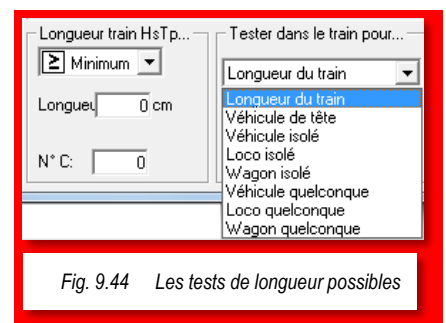 Longueur train HsTp...
≥ Minimum
Longueu 0 cm
N° C: 0
Tester dans le train pour...
Longueur du train
Longueur du train
Véhicule de tête
Véhicule isolé
Loco isolé
Wagon isolé
Véhicule quelconque
Loco quelconque
Wagon quelconque
Fig. 9.44 Les tests de longueur possibles